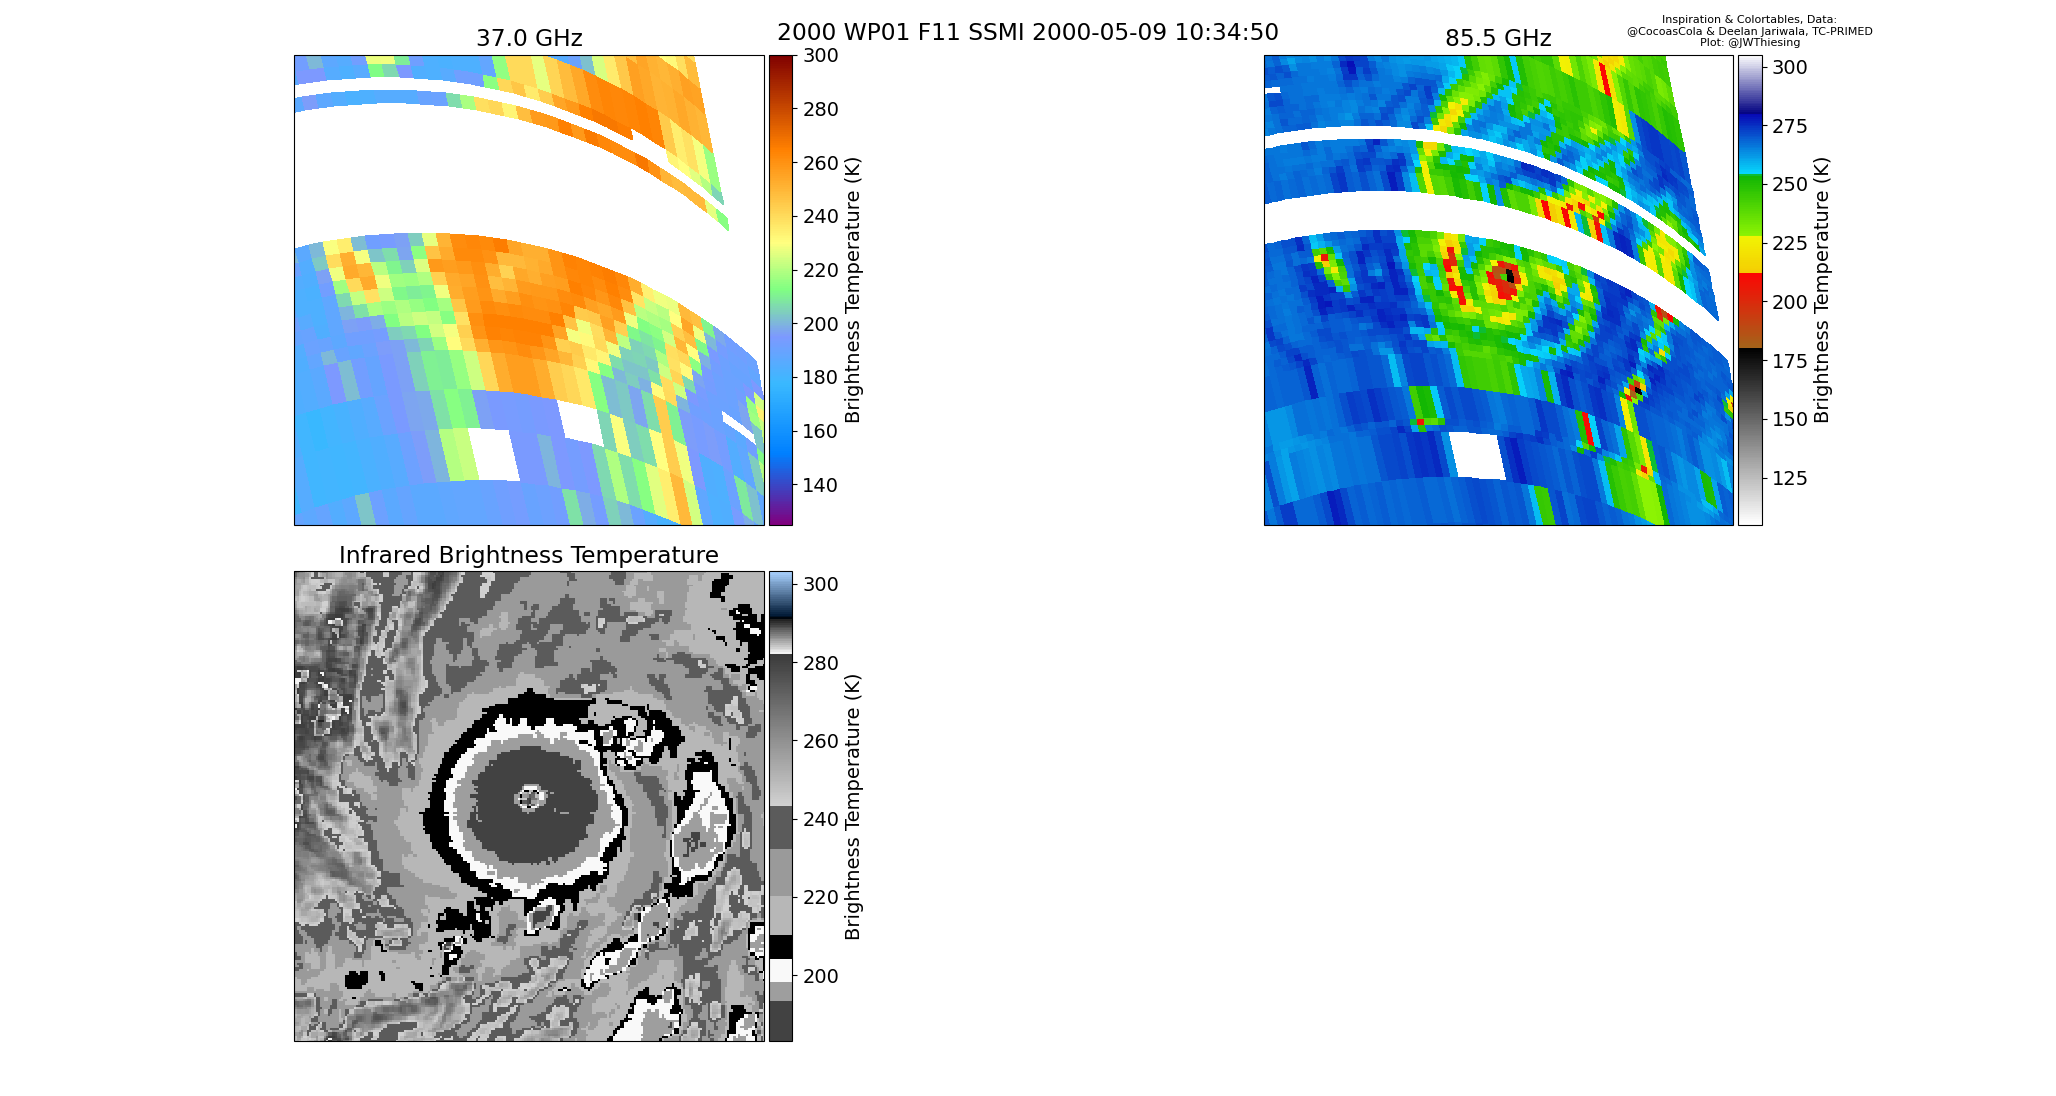 2000 WP01 F11 SSMI 2000-05-09 10:34:50
Inspiration & Colortables, Data:
@CocoasCola & Deelan Jariwala, TC-PRIMED
Plot: @JWThiesing
37.0 GHz
300
280
260
240
220
200
180
160
140
Brightness Temperature (K)
85.5 GHz
300
275
250
225
200
175
150
125
Brightness Temperature (K)
Infrared Brightness Temperature
300
280
260
240
220
200
Brightness Temperature (K)